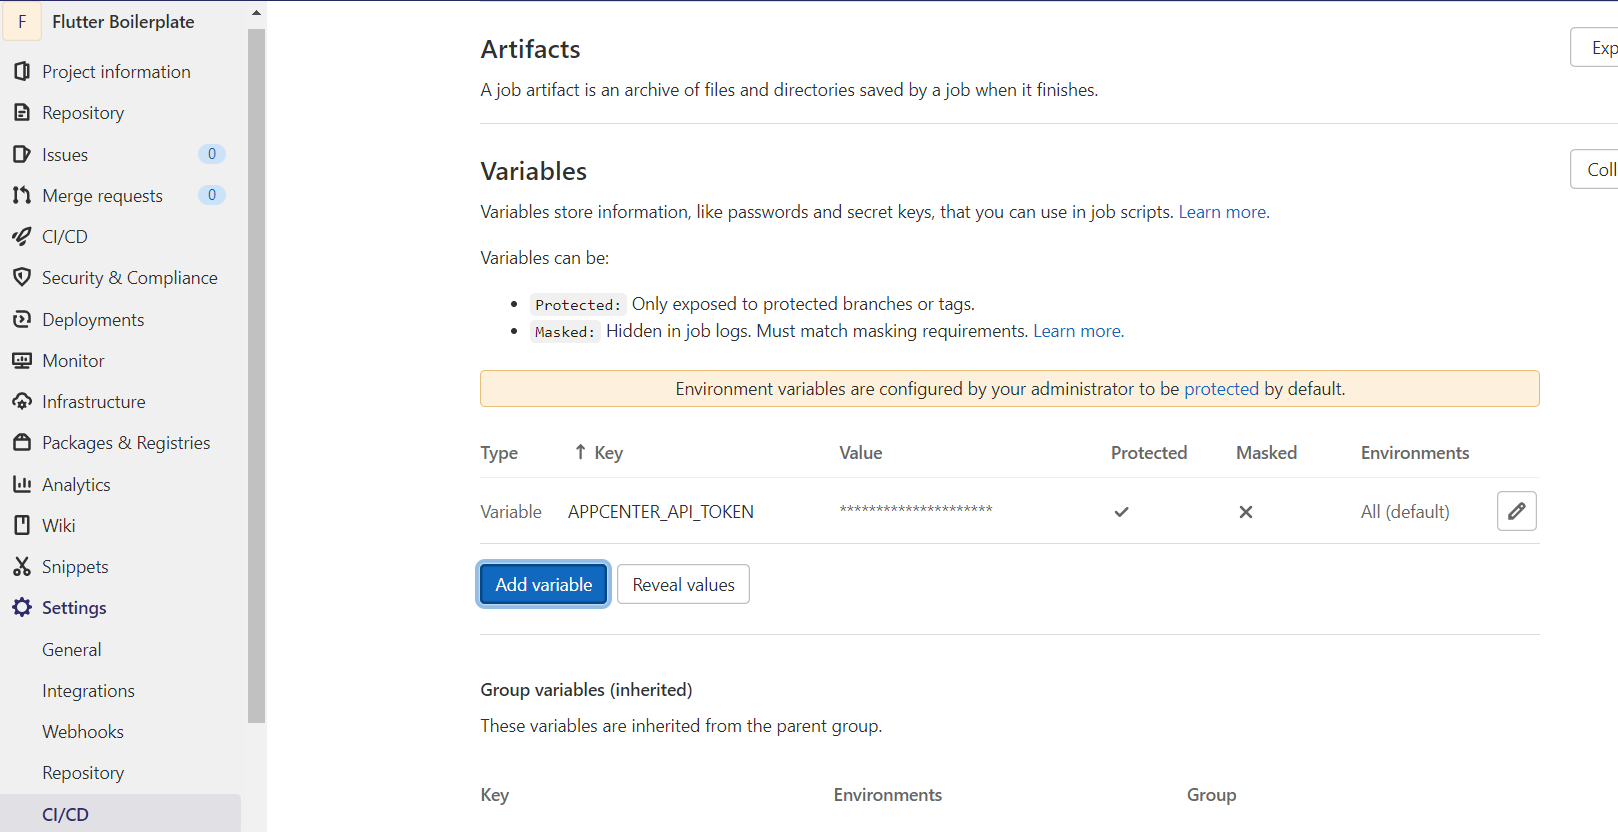 F Flutter Boilerplate
Project information
Repository
Issues 0
Merge requests 0
CI/CD
Security & Compliance
Deployments
Monitor
Infrastructure
Packages & Registries
Analytics
Wiki
Snippets
Settings
General
Integrations
Webhooks
Repository
CI/CD
Artifacts
Exp
A job artifact is an archive of files and directories saved by a job when it finishes.
Variables
Coll
Variables store information, like passwords and secret keys, that you can use in job scripts. Learn more.
Variables can be:
• Protected: Only exposed to protected branches or tags.
• Masked: Hidden in job logs. Must match masking requirements. Learn more.
Environment variables are configured by your administrator to be protected by default.
Type ↑ Key Value Protected Masked Environments
Variable APPCENTER_API_TOKEN ********************* ✓ ✕ All (default)
Add variable Reveal values
Group variables (inherited)
These variables are inherited from the parent group.
Key Environments Group